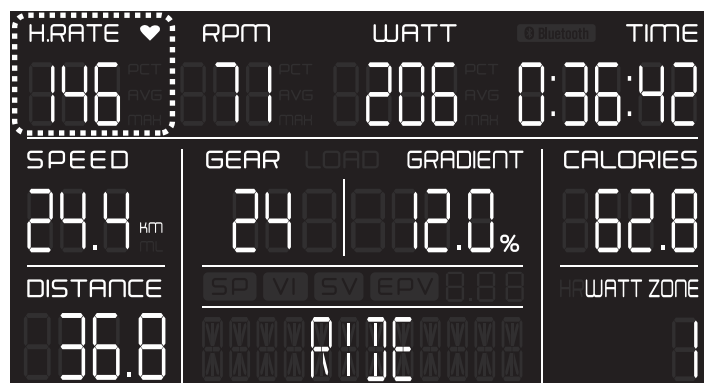 H.RATE ♥ RPM WATT Bluetooth TIME
PCT PCT PCT
146 AVG 71 AVG 206 AVG 0:36:42
MAX MAX MAX
SPEED GEAR LOAD GRADIENT CALORIES
24.4 KM 24 12.0 % 62.8
ML
DISTANCE SP VI SV EPV HR WATT ZONE
36.8 RIDE 1